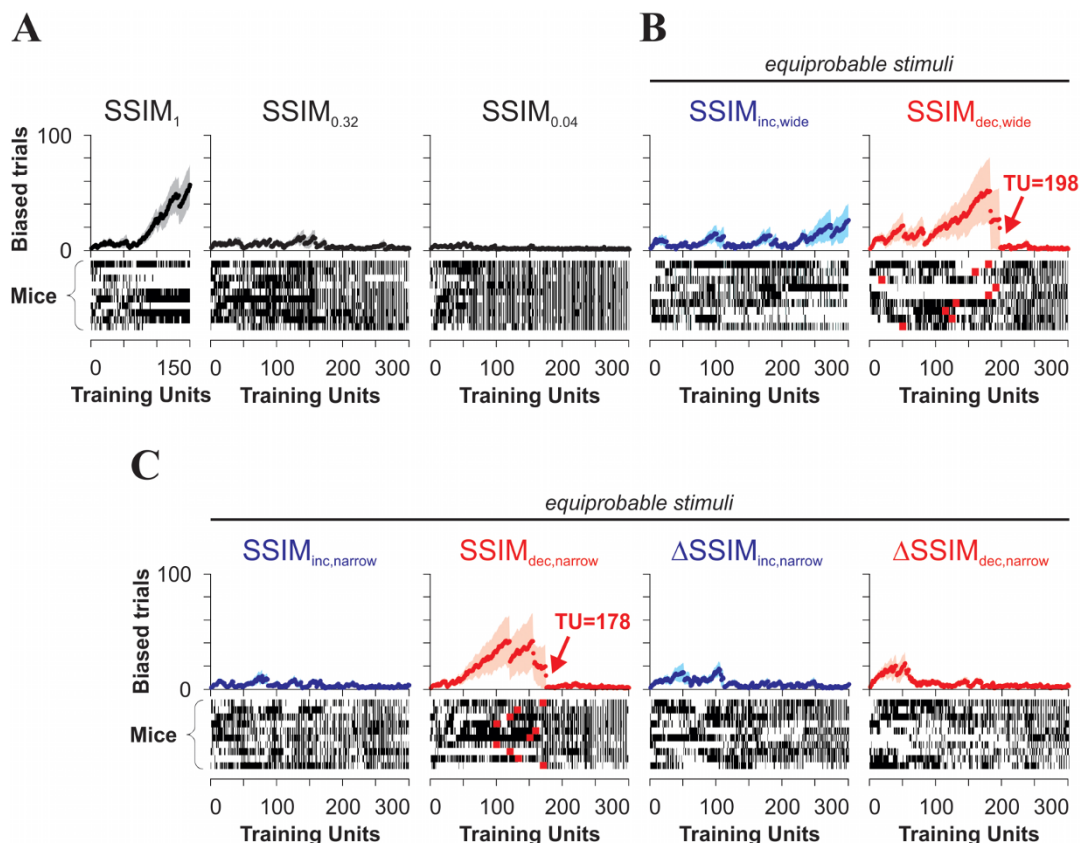 A
B
equiprobable stimuli
SSIM1
SSIM0.32
SSIM0.04
SSIMinc,wide
SSIMdec,wide
100
0
Biased trials
TU=198
Mice
0 150
0 100 200 300
0 100 200 300
0 100 200 300
0 100 200 300
Training Units
Training Units
Training Units
Training Units
Training Units
C
equiprobable stimuli
SSIMinc,narrow
SSIMdec,narrow
ΔSSIMinc,narrow
ΔSSIMdec,narrow
100
0
Biased trials
TU=178
Mice
0 100 200 300
0 100 200 300
0 100 200 300
0 100 200 300
Training Units
Training Units
Training Units
Training Units